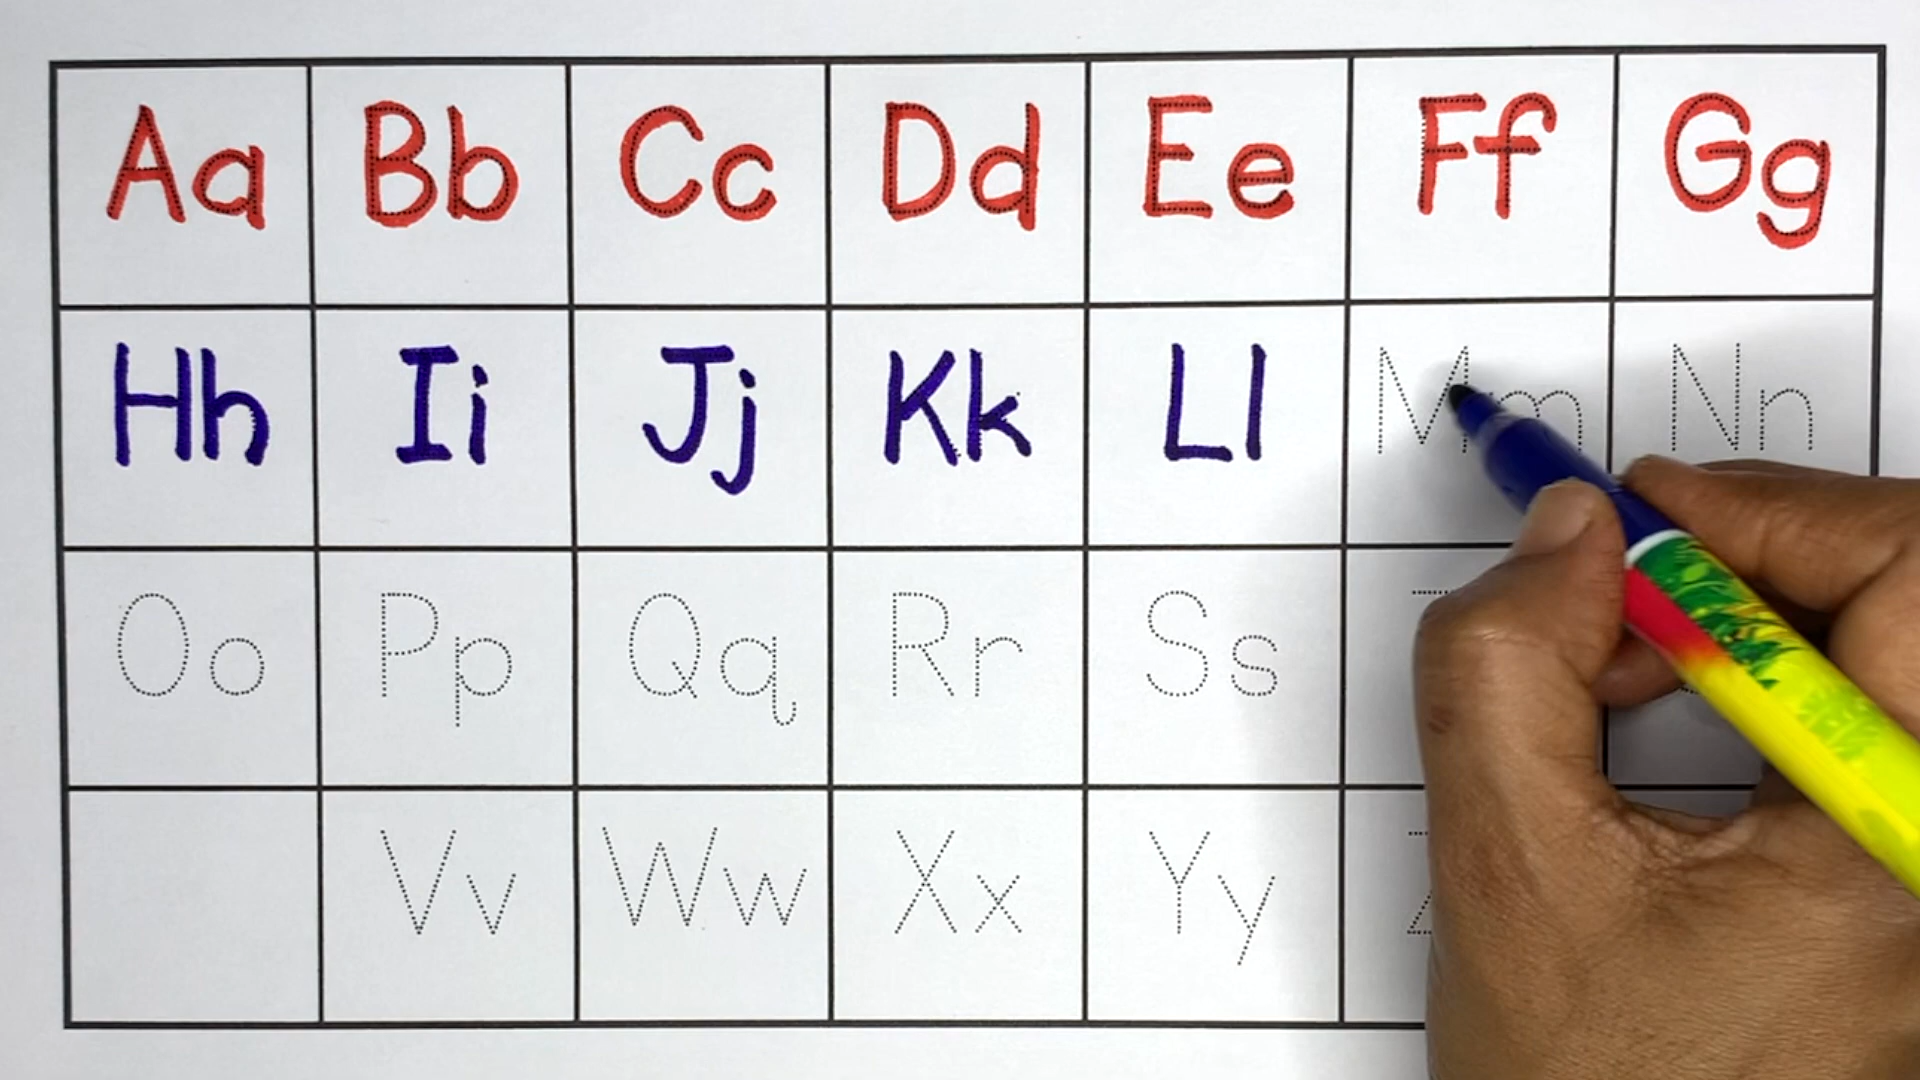 Aa Bb Cc Dd Ee Ff Gg
Hh Ii Jj Kk Ll Mm Nn
Oo Pp Qq Rr Ss
Vv Ww Xx Yy